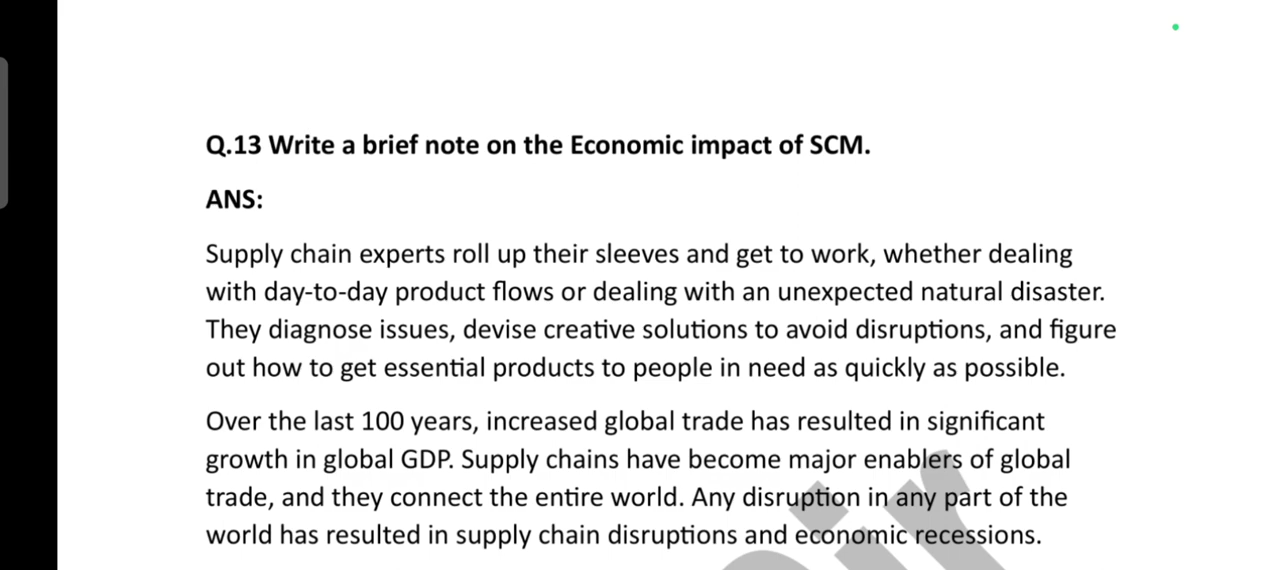 Q.13 Write a brief note on the Economic impact of SCM.
ANS:
Supply chain experts roll up their sleeves and get to work, whether dealing
with day-to-day product flows or dealing with an unexpected natural disaster.
They diagnose issues, devise creative solutions to avoid disruptions, and figure
out how to get essential products to people in need as quickly as possible.
Over the last 100 years, increased global trade has resulted in significant
growth in global GDP. Supply chains have become major enablers of global
trade, and they connect the entire world. Any disruption in any part of the
world has resulted in supply chain disruptions and economic recessions.